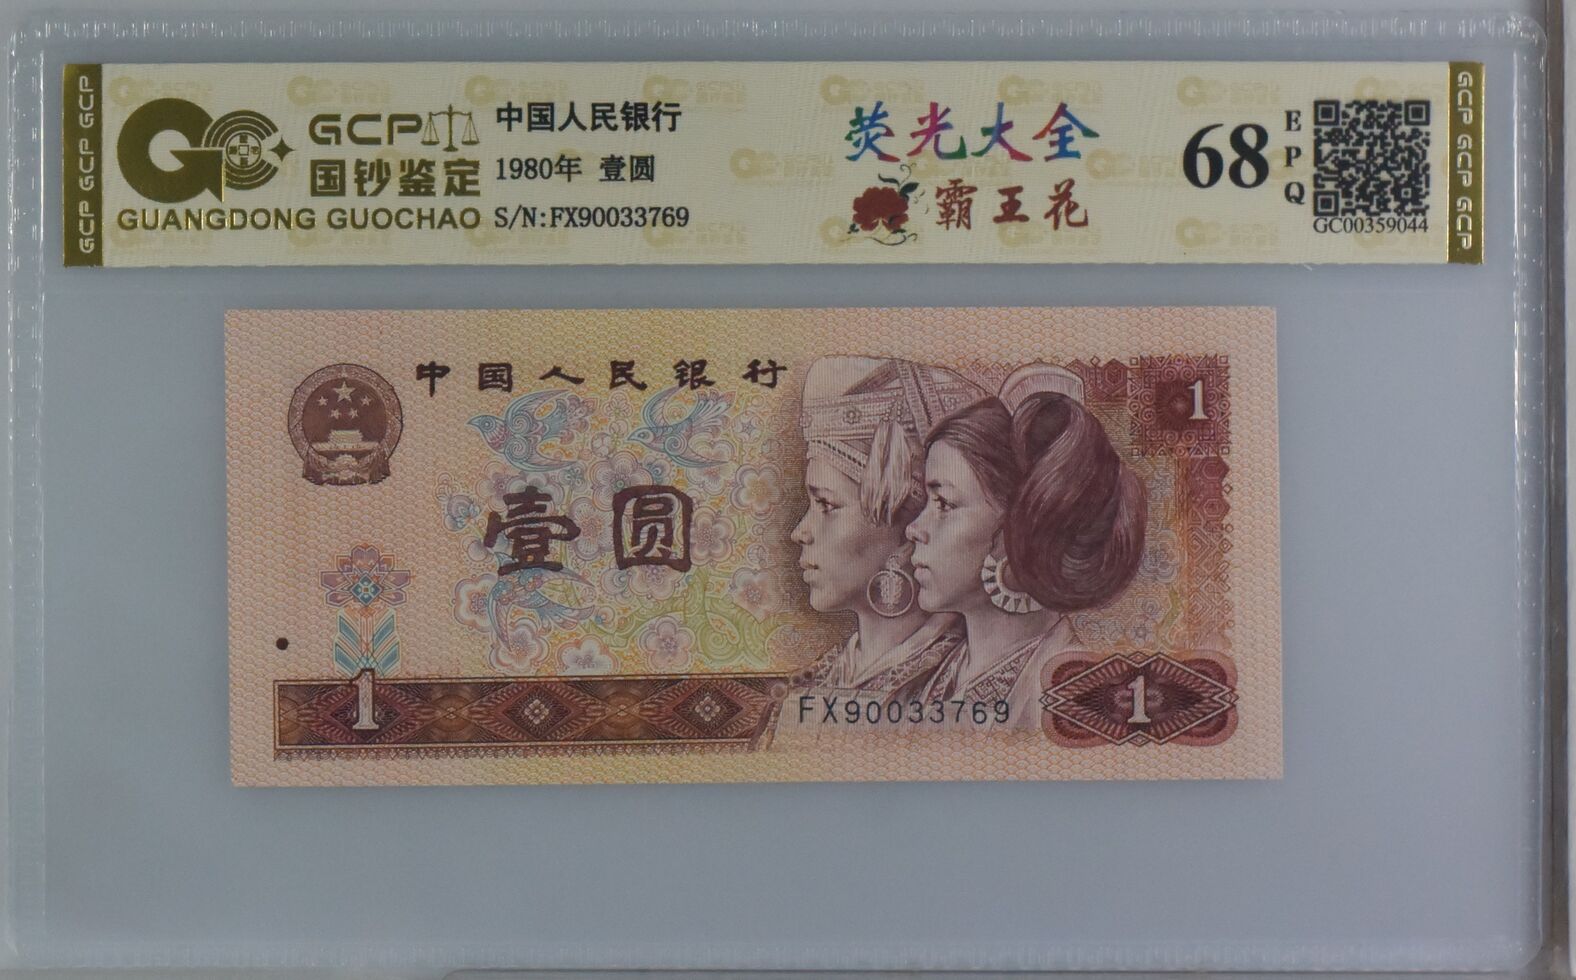 GCP GCP GCP
GCP
国钞鉴定
GUANGDONG GUOCHAO
中国人民银行
1980年 壹圆
S/N:FX90033769
荧光大全
霸王花
68
EPQ
GC00359044
GCP GCP GCP
中国人民银行
1
壹圆
1
FX90033769
1